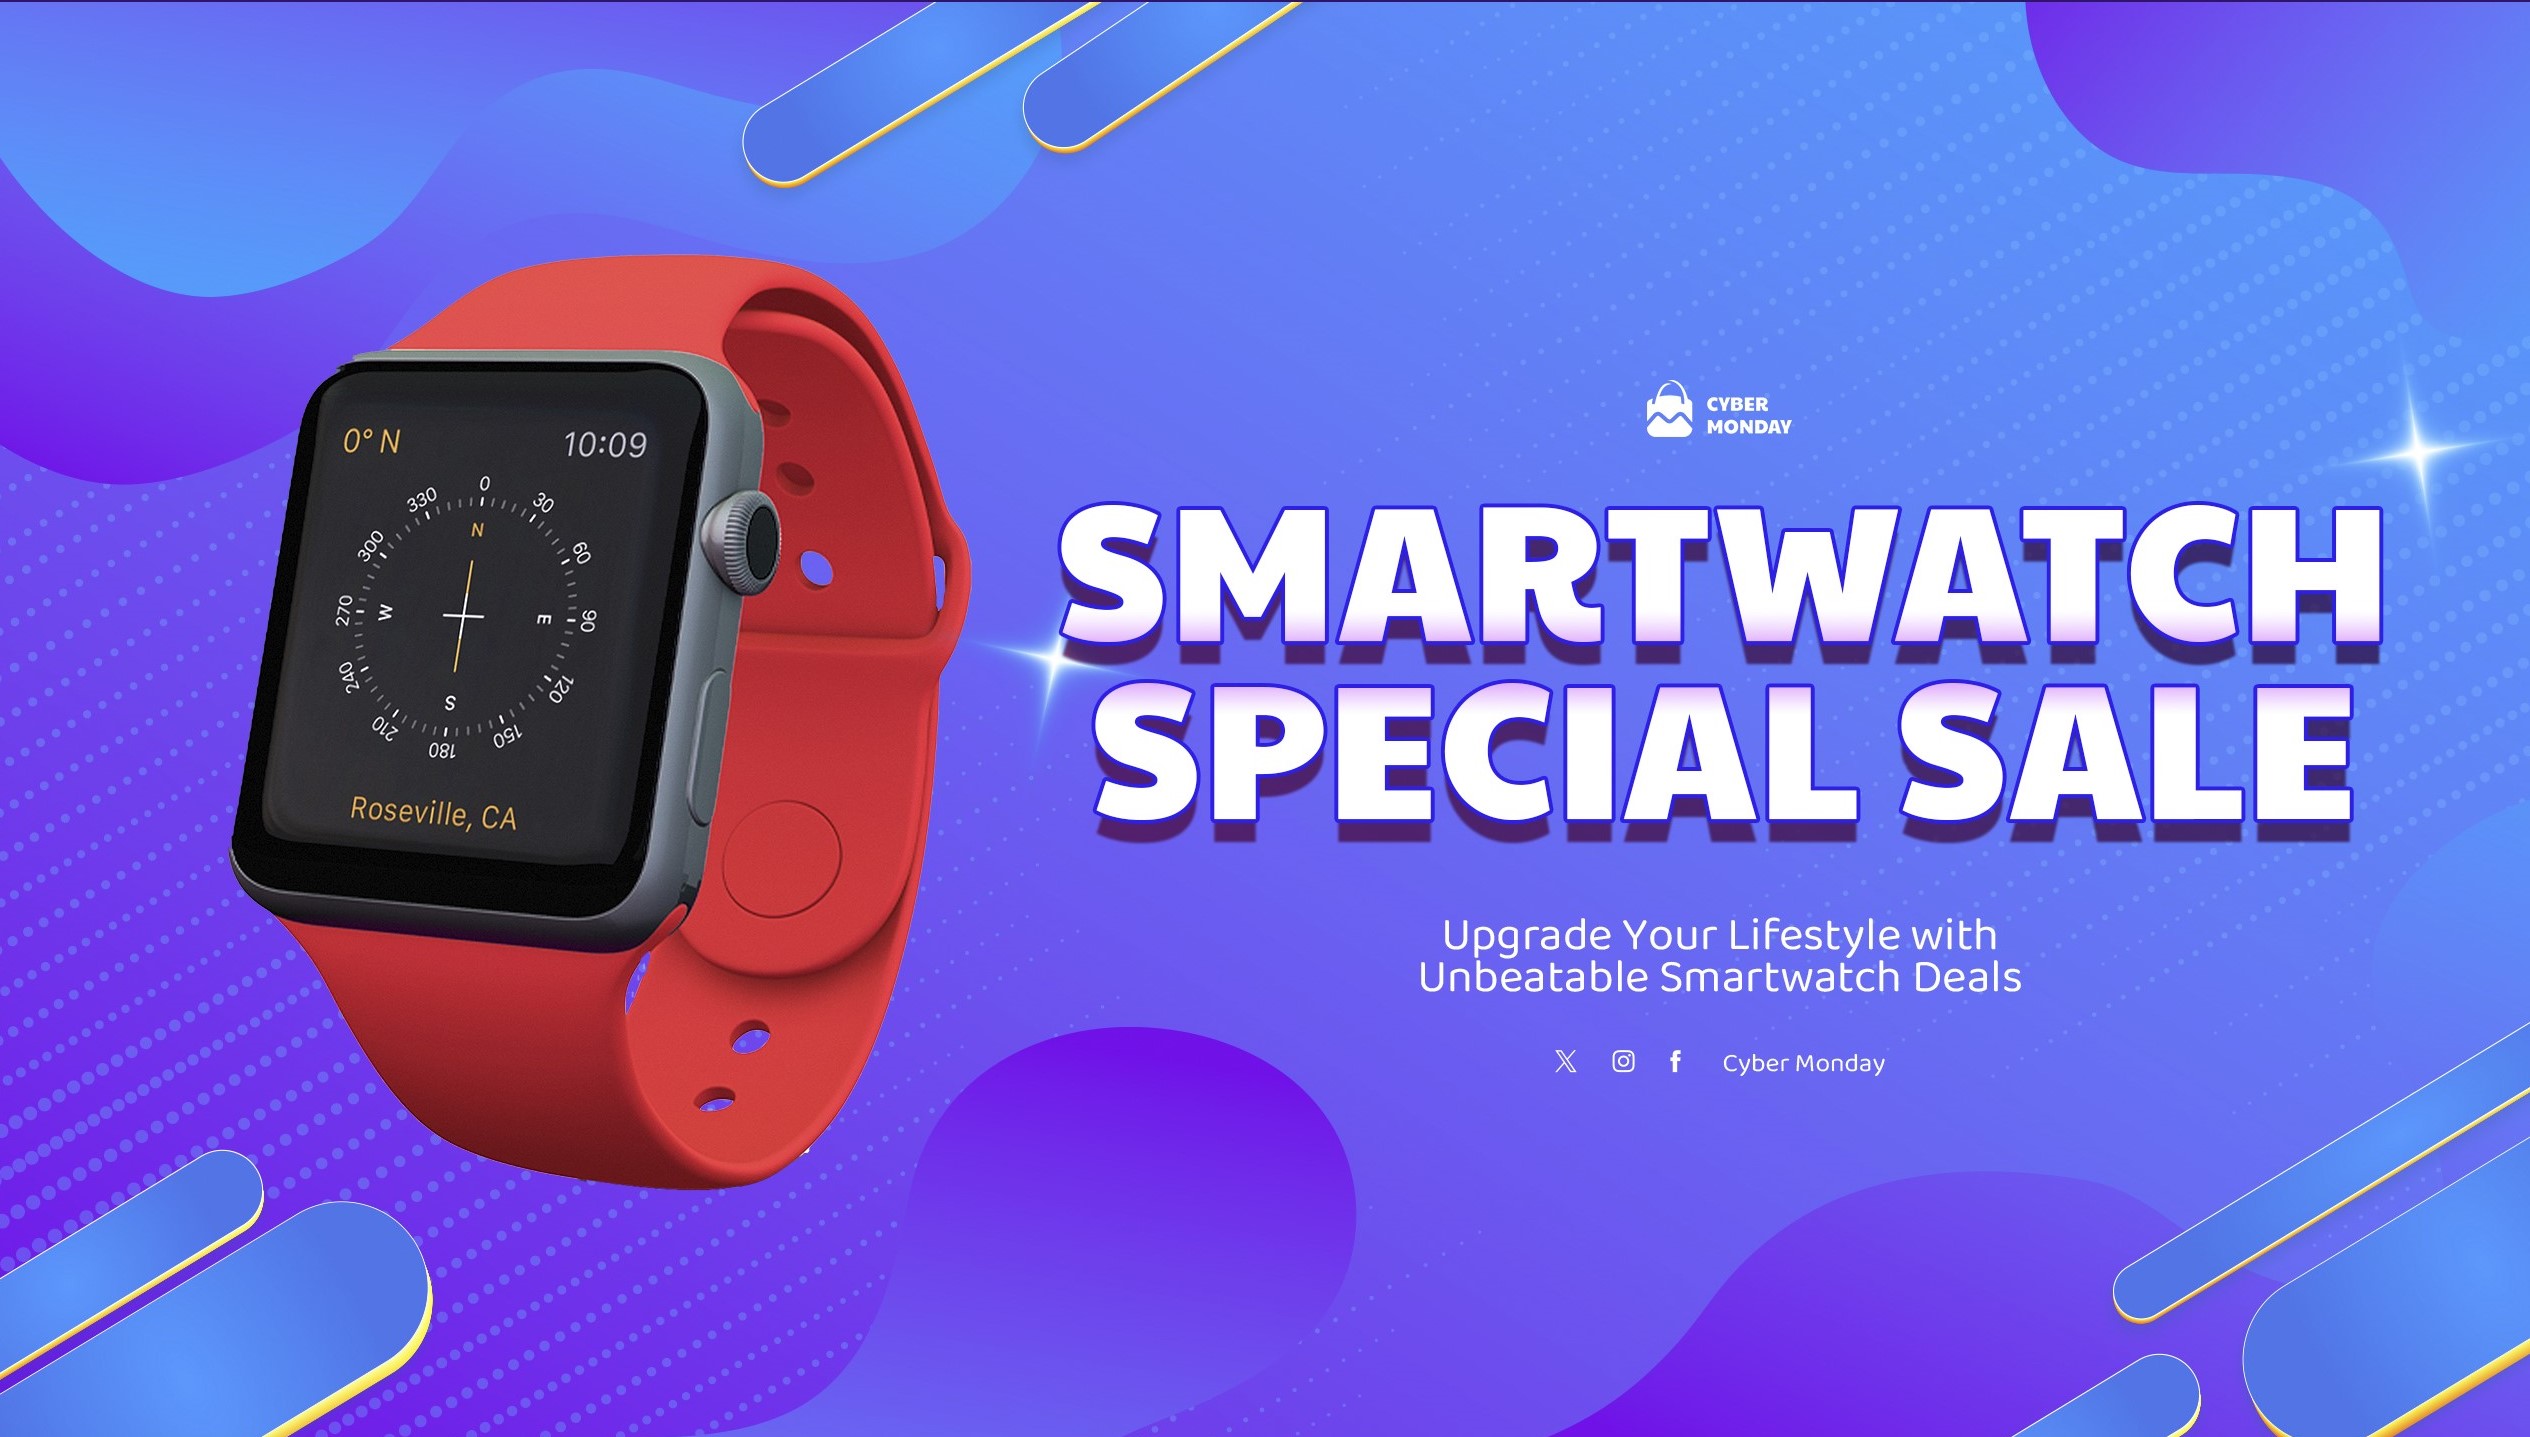 0° N
10:09
0
30
60
90
120
150
180
210
240
270
300
330
N
E
S
W
Roseville, CA
CYBER
MONDAY
SMARTWATCH
SPECIAL SALE
Upgrade Your Lifestyle with
Unbeatable Smartwatch Deals
Cyber Monday